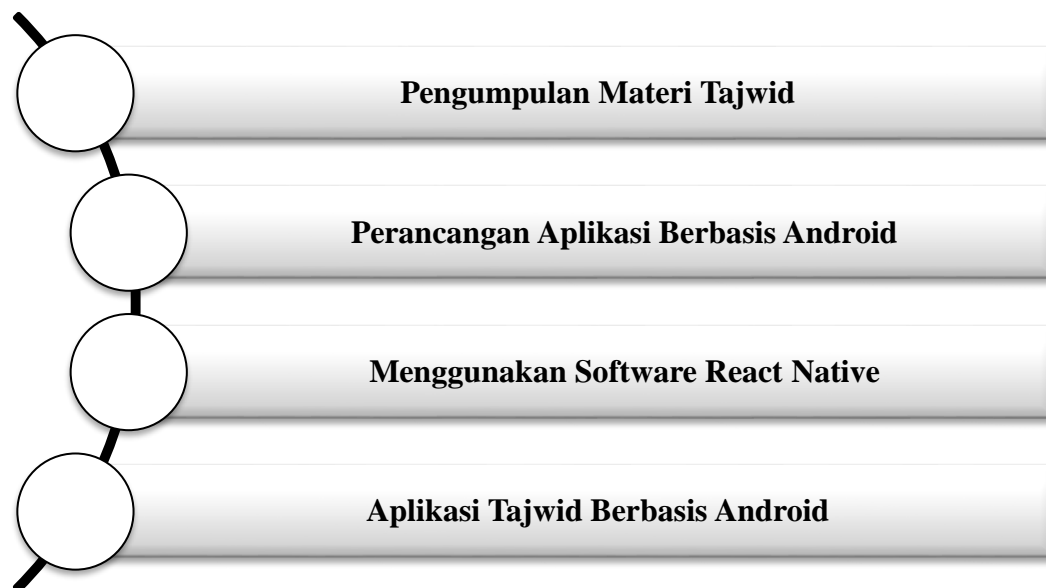 Pengumpulan Materi Tajwid
Perancangan Aplikasi Berbasis Android
Menggunakan Software React Native
Aplikasi Tajwid Berbasis Android